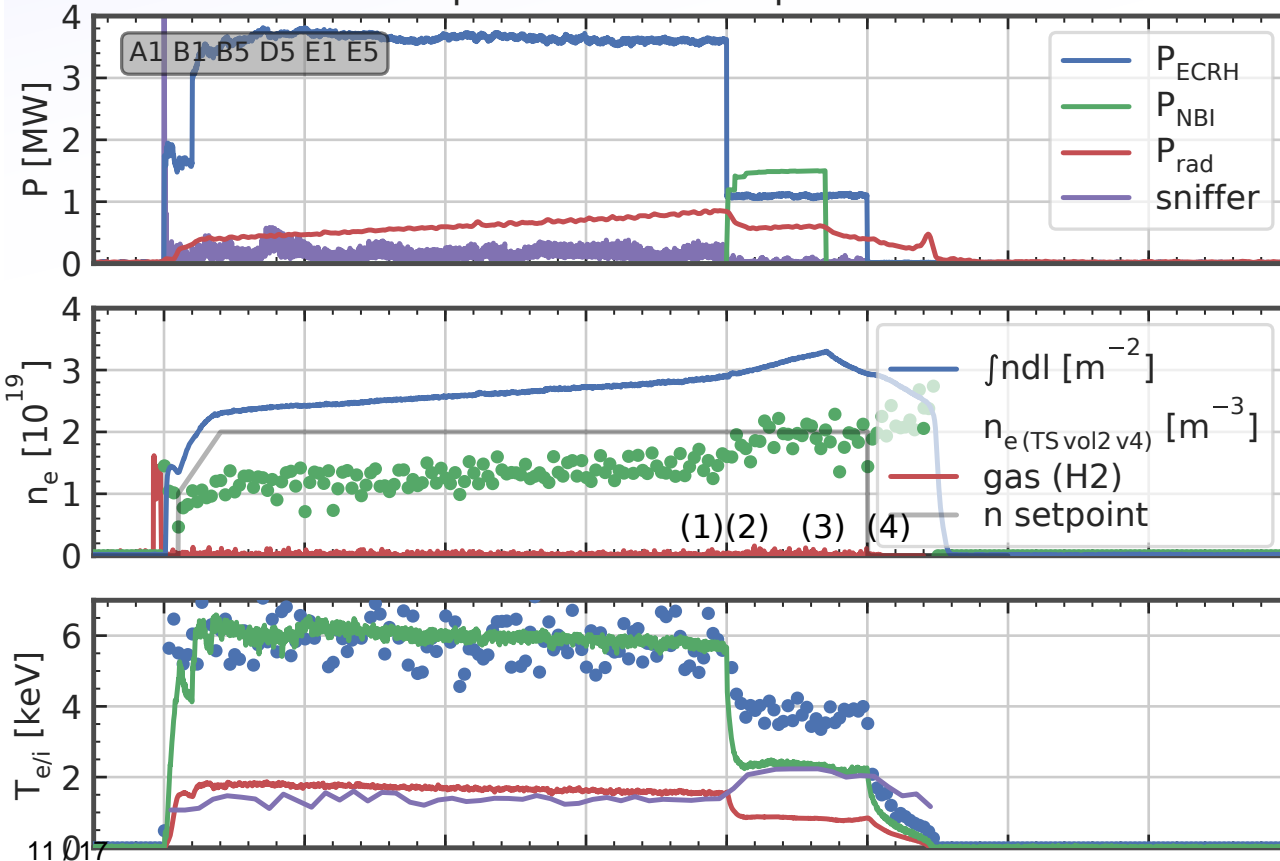 4
3
2
1
0
P [MW]
A1 B1 B5 D5 E1 E5
P_ECRH
P_NBI
P_rad
sniffer
4
3
2
1
0
n_e [10^19]
∫ndl [m^−2]
n_e (TS vol2 v4) [m^−3]
gas (H2)
n setpoint
(1)(2) (3) (4)
6
4
2
0
T_e/i [keV]